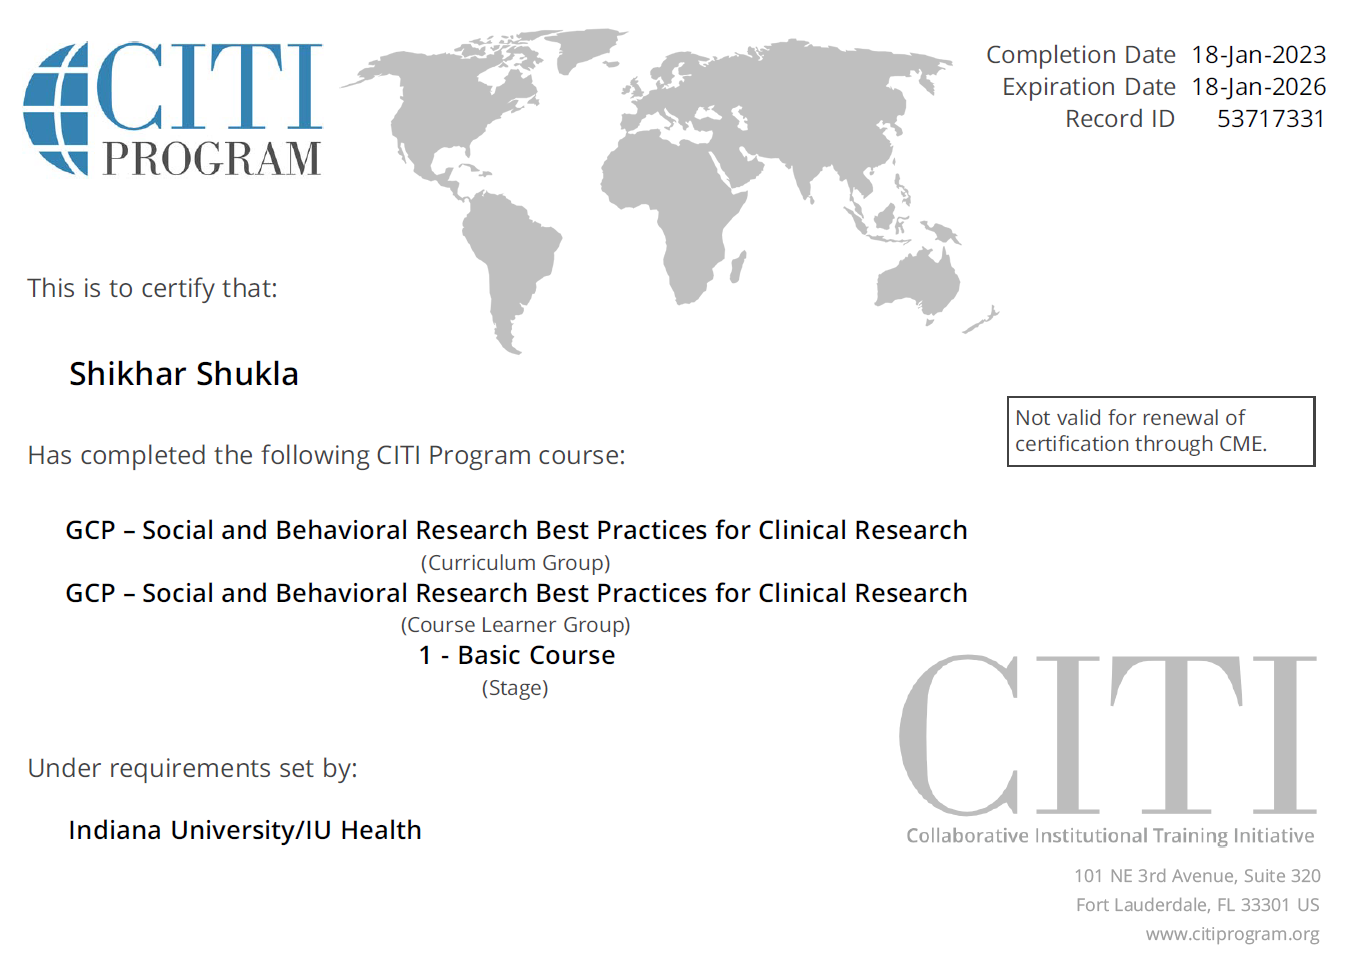 CITI
PROGRAM
Completion Date 18-Jan-2023
Expiration Date 18-Jan-2026
Record ID 53717331
This is to certify that:
Shikhar Shukla
Not valid for renewal of
certification through CME.
Has completed the following CITI Program course:
GCP – Social and Behavioral Research Best Practices for Clinical Research
(Curriculum Group)
GCP – Social and Behavioral Research Best Practices for Clinical Research
(Course Learner Group)
1 - Basic Course
(Stage)
Under requirements set by:
Indiana University/IU Health
CITI
Collaborative Institutional Training Initiative
101 NE 3rd Avenue, Suite 320
Fort Lauderdale, FL 33301 US
www.citiprogram.org